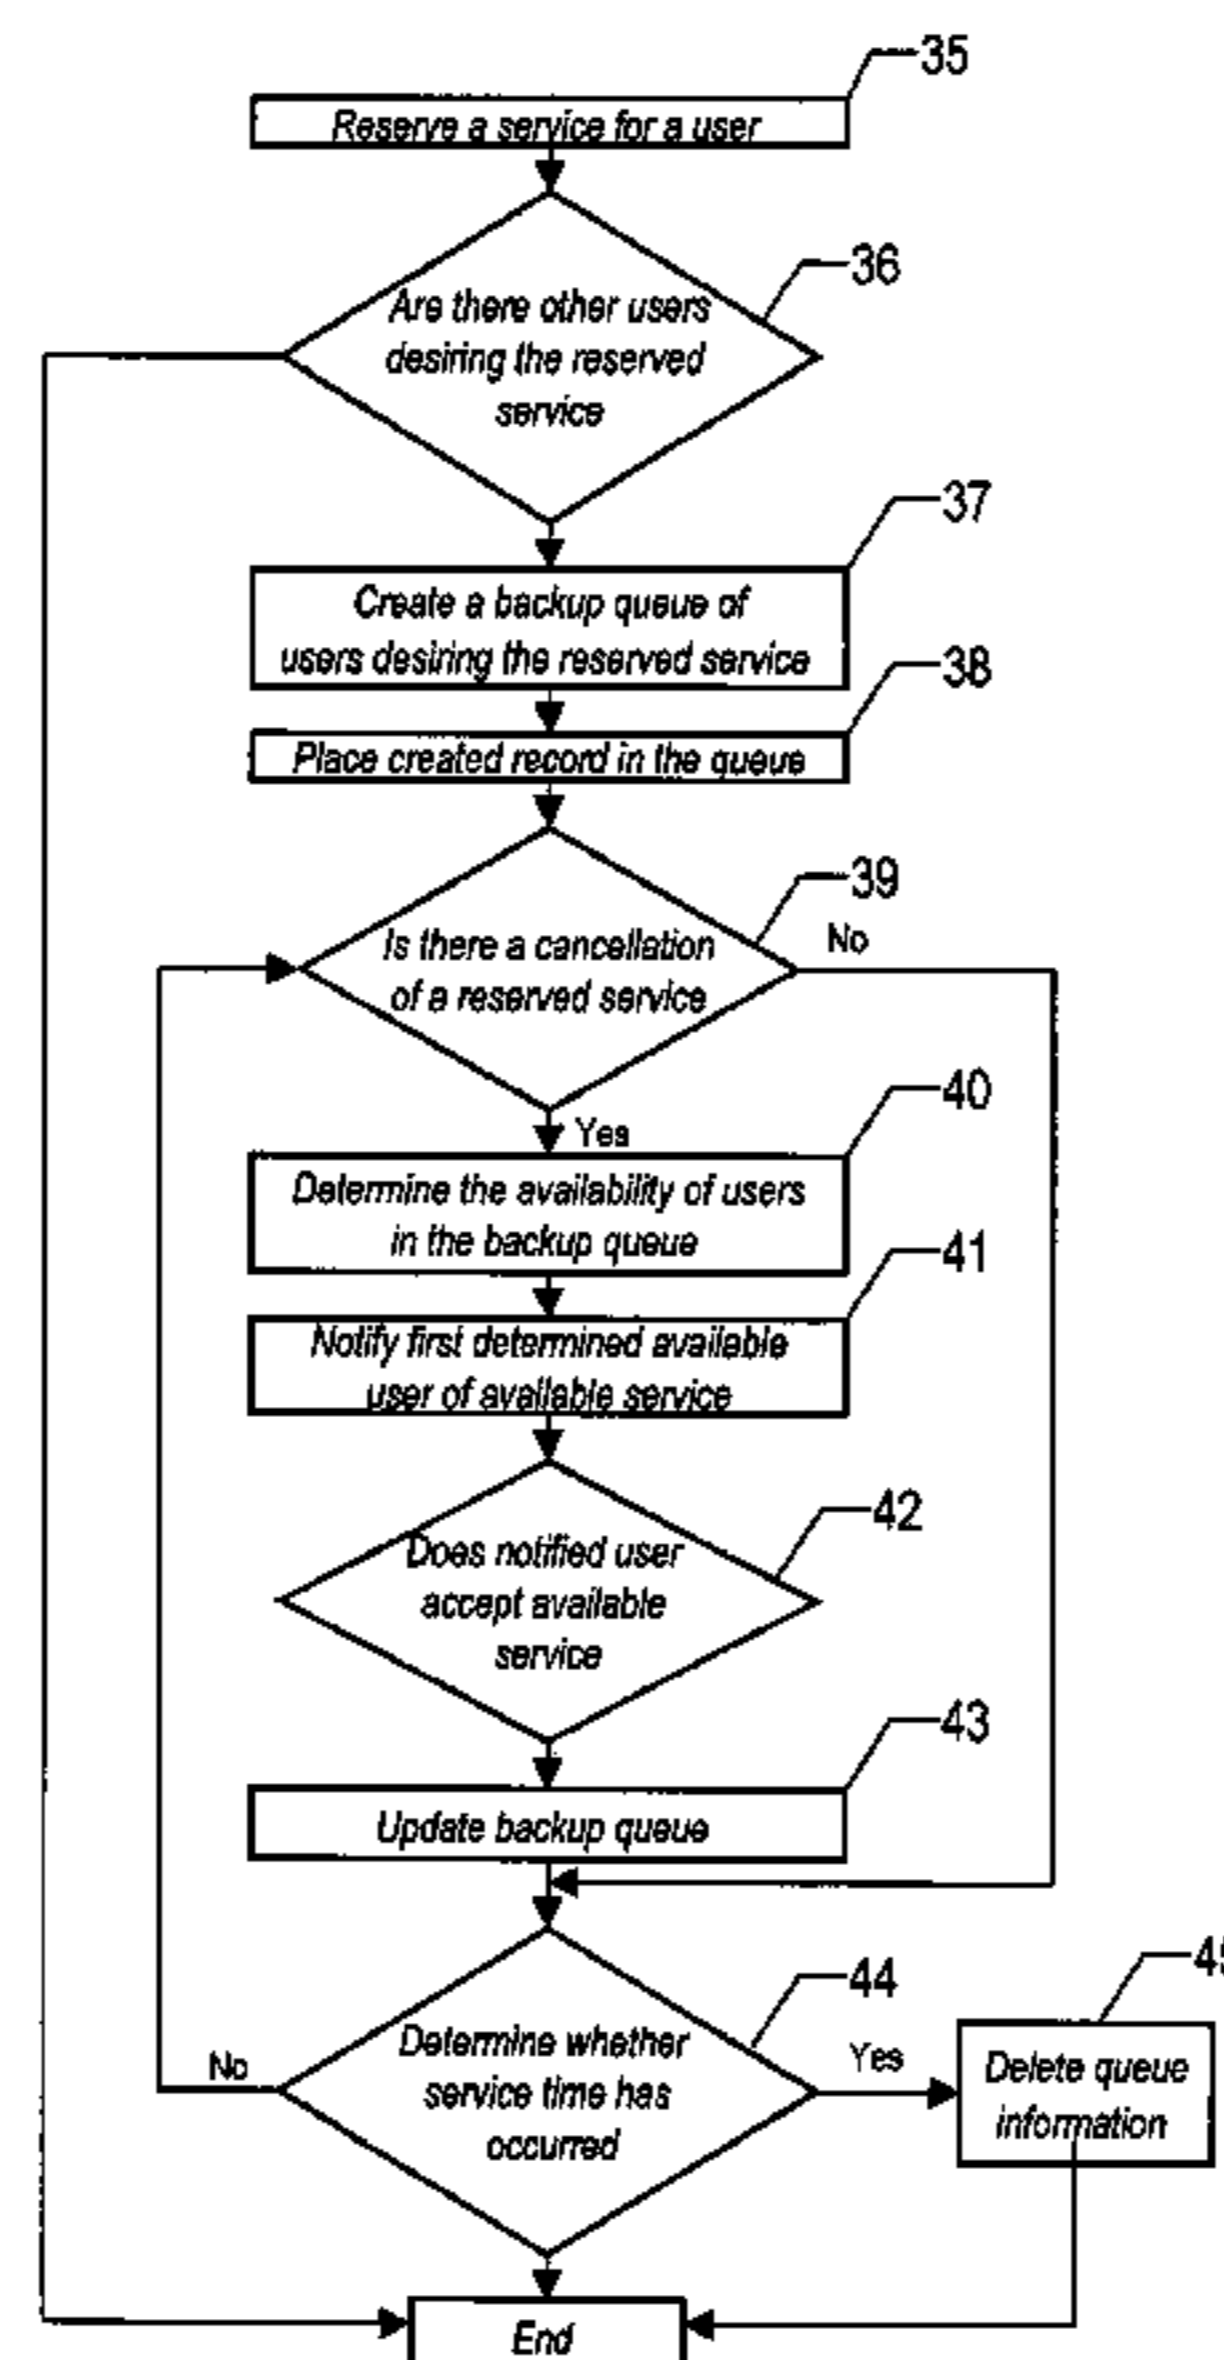 35
Reserve a service for a user
36
Are there other users
desiring the reserved
service
37
Create a backup queue of
users desiring the reserved service
38
Place created record in the queue
39
No
Is there a cancellation
of a reserved service
Yes
40
Determine the availability of users
in the backup queue
41
Notify first determined available
user of available service
42
Does notified user
accept available
service
43
Update backup queue
44
45
Determine whether
service time has
occurred
No
Yes
Delete queue
information
End